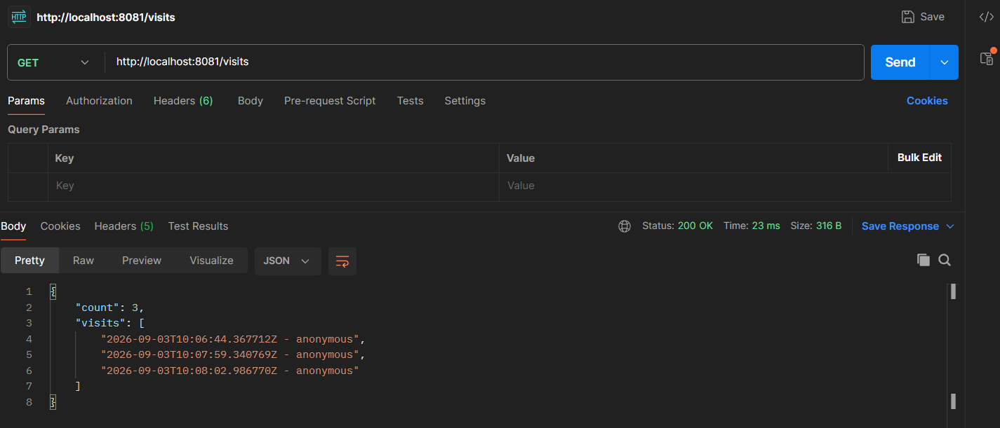 HTTP http://localhost:8081/visits Save
GET http://localhost:8081/visits Send
Params Authorization Headers (6) Body Pre-request Script Tests Settings Cookies
Query Params
Key Value Bulk Edit
Key Value
Body Cookies Headers (5) Test Results Status: 200 OK Time: 23 ms Size: 316 B Save Response
Pretty Raw Preview Visualize JSON
1 {
2 "count": 3,
3 "visits": [
4 "2026-09-03T10:06:44.367712Z - anonymous",
5 "2026-09-03T10:07:59.340769Z - anonymous",
6 "2026-09-03T10:08:02.986770Z - anonymous"
7 ]
8 }